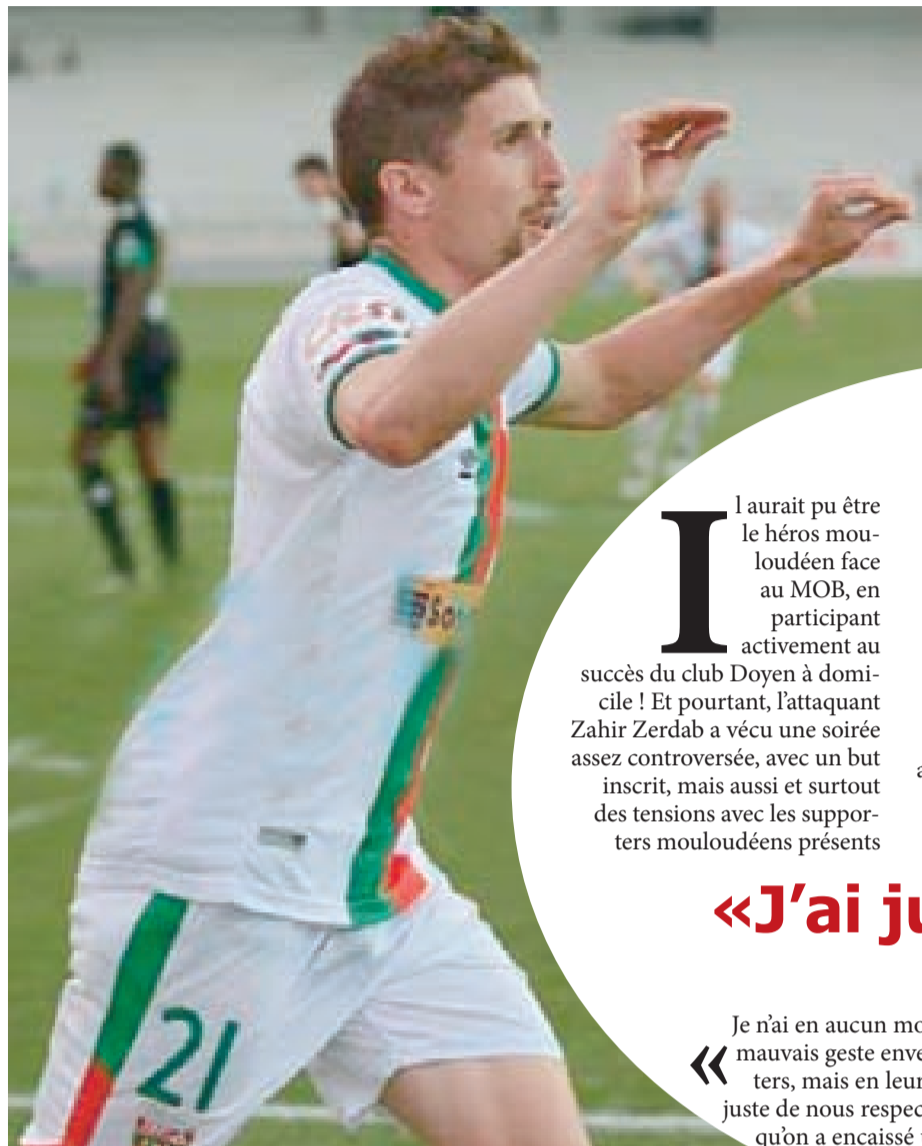 Il aurait pu être
le héros mou-
loudéen face
au MOB, en
participant
activement au
succès du club Doyen à domi-
cile ! Et pourtant, l’attaquant
Zahir Zerdab a vécu une soirée
assez controversée, avec un but
inscrit, mais aussi et surtout
des tensions avec les suppor-
ters mouloudéens présents
a
«J’ai ju
« Je n’ai en aucun mo
mauvais geste enve
ters, mais en leur
juste de nous respec
qu’on a encaissé
21